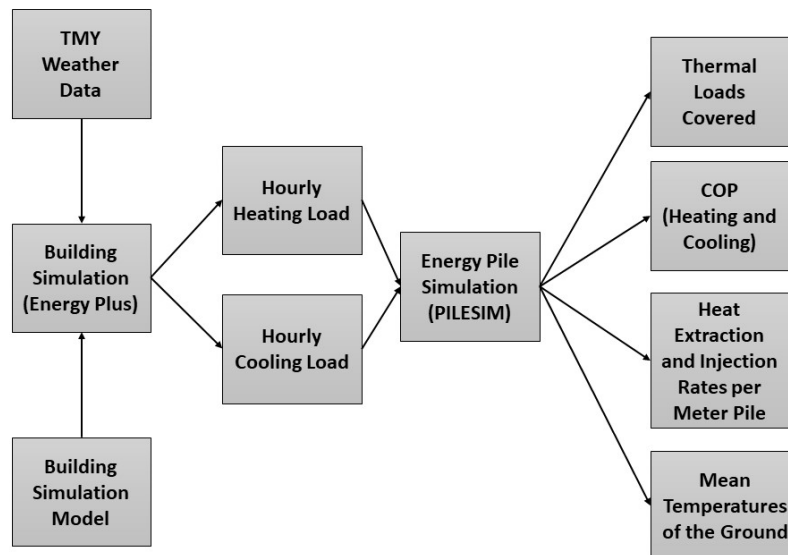 TMY
Weather
Data
Building
Simulation
(Energy Plus)
Building
Simulation
Model
Hourly
Heating Load
Hourly
Cooling Load
Energy Pile
Simulation
(PILESIM)
Thermal
Loads
Covered
COP
(Heating and
Cooling)
Heat
Extraction
and Injection
Rates per
Meter Pile
Mean
Temperatures
of the Ground